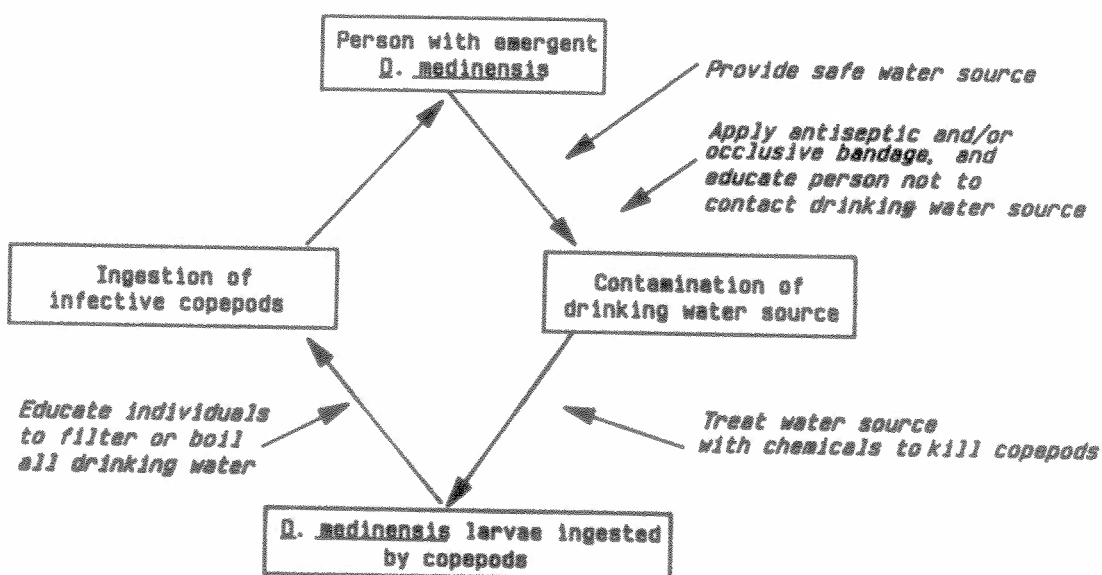 Person with emergent
D. medinensis
Provide safe water source
Apply antiseptic and/or
occlusive bandage, and
educate person not to
contact drinking water source
Ingestion of
infective copepods
Contamination of
drinking water source
Educate individuals
to filter or boil
all drinking water
Treat water source
with chemicals to kill copepods
D. medinensis larvae ingested
by copepods